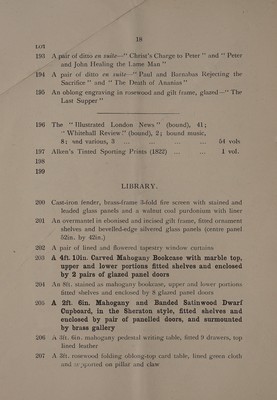 18
LOT
193 A pair of ditto en suite—" Christ's Charge to Peter " and " Peter
and John Healing the Lame Man "
194 A pair of ditto en suite—" Paul and Barnabas Rejecting the
Sacrifice " and " The Death of Ananias "
195 An oblong engraving in rosewood and gilt frame, glazed—" The
Last Supper "
196 The " Illustrated London News " (bound), 41;
" Whitehall Review " (bound), 2; bound music,
8; and various, 3 ... ... ... ... 54 vols
197 Alken's Tinted Sporting Prints (1822) ... ... 1 vol.
198
199
LIBRARY.
200 Cast-iron fender, brass-frame 3-fold fire screen with stained and
leaded glass panels and a walnut oval purdonium with liner
201 An overmantel in ebonised and incised gilt frame, fitted ornament
shelves and bevelled-edge silvered glass panels (centre panel
52in. by 42in.)
202 A pair of lined and flowered tapestry window curtains
203 A 4ft. 10in. Carved Mahogany Bookcase with marble top,
upper and lower portions fitted shelves and enclosed
by 2 pairs of glazed panel doors
204 An 8ft. stained as mahogany bookcase, upper and lower portions
fitted shelves and enclosed by 8 glazed panel doors
205 A 2ft. 6in. Mahogany and Banded Satinwood Dwarf
Cupboard, in the Sheraton style, fitted shelves and
enclosed by pair of panelled doors, and surmounted
by brass gallery
206 A 3ft. 6in. mahogany pedestal writing table, fitted 9 drawers, top
lined leather
207 A 3ft. rosewood folding oblong-top card table, lined green cloth
and supported on pillar and claw